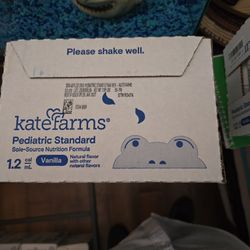 Please shake well.
katefarms®
Pediatric Standard
Sole-Source Nutrition Formula
1.2 cal mL Vanilla Natural flavor with other natural flavors